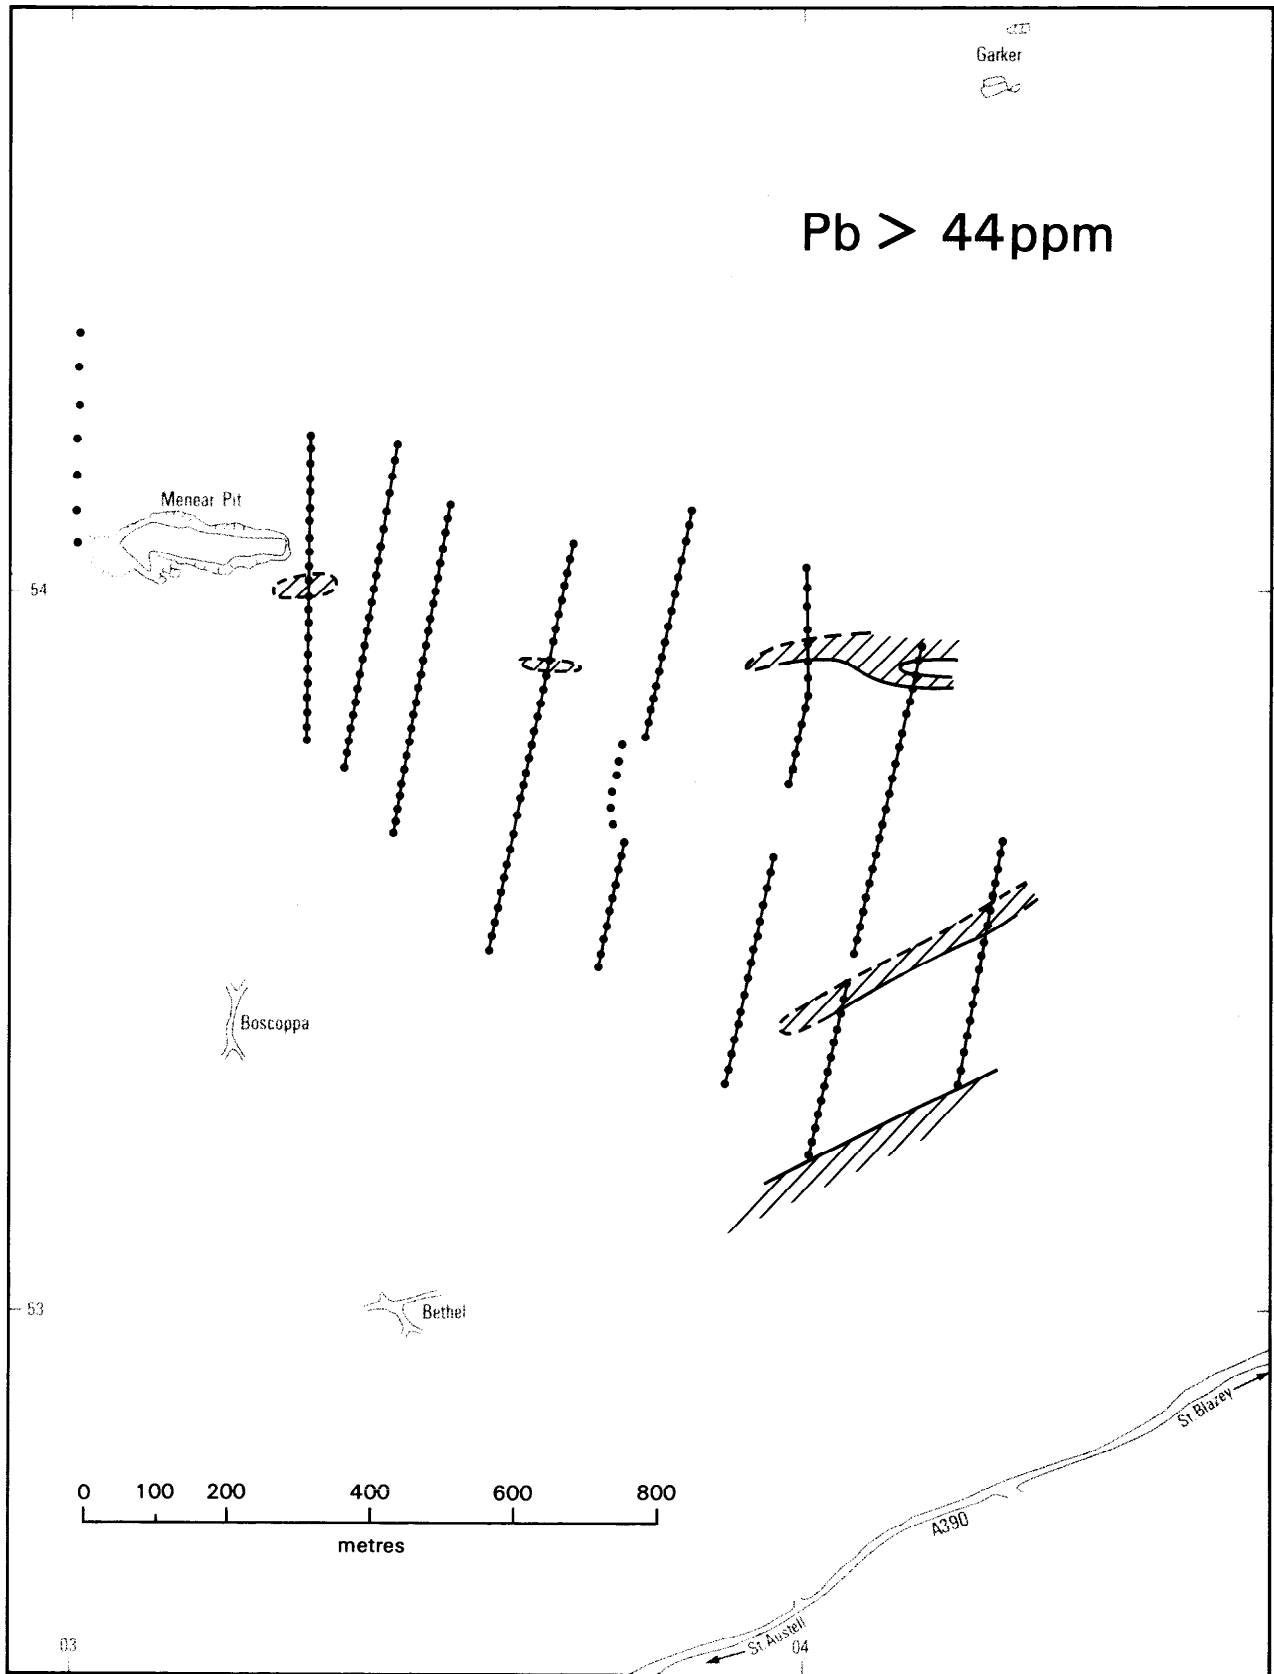 Garker
Pb > 44ppm
Menear Pit
54
Boscoppa
53
Bethel
St. Blazey
0 100 200 400 600 800
metres
A390
St. Austell
03
04